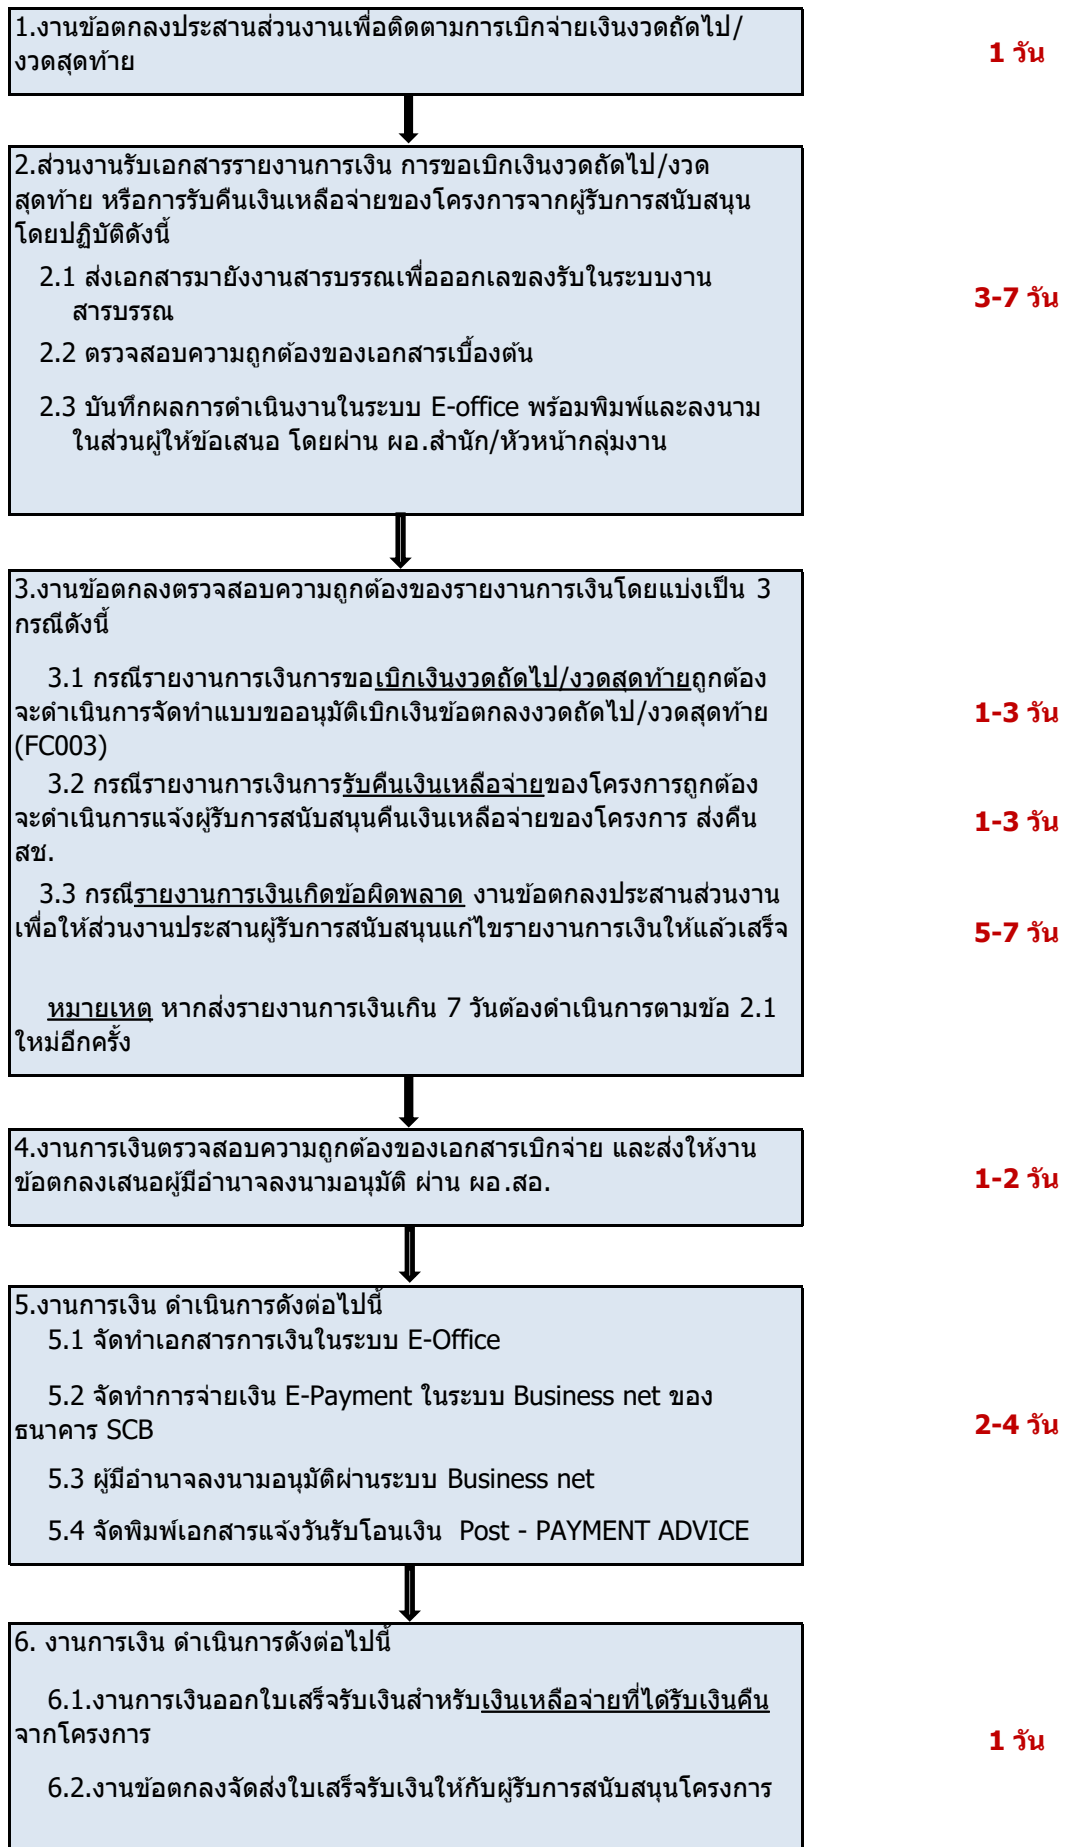 1.งานข้อตกลงประสานส่วนงานเพื่อติดตามการเบิกจ่ายเงินงวดถัดไป/
งวดสุดท้าย
1 วัน
2.ส่วนงานรับเอกสารรายงานการเงิน การขอเบิกเงินงวดถัดไป/งวด
สุดท้าย หรือการรับคืนเงินเหลือจ่ายของโครงการจากผู้รับการสนับสนุน
โดยปฏิบัติดังนี้
2.1 ส่งเอกสารมายังงานสารบรรณเพื่อออกเลขลงรับในระบบงาน
สารบรรณ
3-7 วัน
2.2 ตรวจสอบความถูกต้องของเอกสารเบื้องต้น
2.3 บันทึกผลการดำเนินงานในระบบ E-office พร้อมพิมพ์และลงนาม
ในส่วนผู้ให้ข้อเสนอ โดยผ่าน ผอ.สำนัก/หัวหน้ากลุ่มงาน
3.งานข้อตกลงตรวจสอบความถูกต้องของรายงานการเงินโดยแบ่งเป็น 3
กรณีดังนี้
3.1 กรณีรายงานการเงินการขอเบิกเงินงวดถัดไป/งวดสุดท้ายถูกต้อง
จะดำเนินการจัดทำแบบขออนุมัติเบิกเงินข้อตกลงงวดถัดไป/งวดสุดท้าย
(FC003)
1-3 วัน
3.2 กรณีรายงานการเงินการรับคืนเงินเหลือจ่ายของโครงการถูกต้อง
จะดำเนินการแจ้งผู้รับการสนับสนุนคืนเงินเหลือจ่ายของโครงการ ส่งคืน
สช.
1-3 วัน
3.3 กรณีรายงานการเงินเกิดข้อผิดพลาด งานข้อตกลงประสานส่วนงาน
เพื่อให้ส่วนงานประสานผู้รับการสนับสนุนแก้ไขรายงานการเงินให้แล้วเสร็จ
5-7 วัน
หมายเหตุ หากส่งรายงานการเงินเกิน 7 วันต้องดำเนินการตามข้อ 2.1
ใหม่อีกครั้ง
4.งานการเงินตรวจสอบความถูกต้องของเอกสารเบิกจ่าย และส่งให้งาน
ข้อตกลงเสนอผู้มีอำนาจลงนามอนุมัติ ผ่าน ผอ.สอ.
1-2 วัน
5.งานการเงิน ดำเนินการดังต่อไปนี้
5.1 จัดทำเอกสารการเงินในระบบ E-Office
5.2 จัดทำการจ่ายเงิน E-Payment ในระบบ Business net ของ
ธนาคาร SCB
2-4 วัน
5.3 ผู้มีอำนาจลงนามอนุมัติผ่านระบบ Business net
5.4 จัดพิมพ์เอกสารแจ้งวันรับโอนเงิน Post - PAYMENT ADVICE
6. งานการเงิน ดำเนินการดังต่อไปนี้
6.1.งานการเงินออกใบเสร็จรับเงินสำหรับเงินเหลือจ่ายที่ได้รับเงินคืน
จากโครงการ
1 วัน
6.2.งานข้อตกลงจัดส่งใบเสร็จรับเงินให้กับผู้รับการสนับสนุนโครงการ